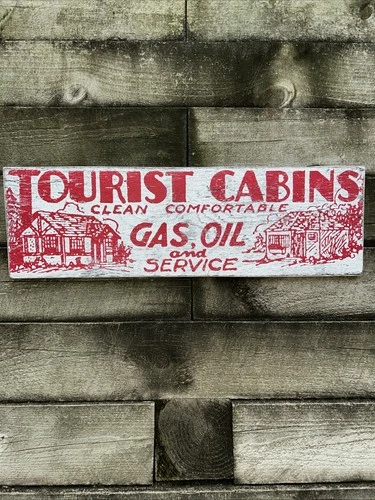 TOURIST CABINS
CLEAN COMFORTABLE
GAS, OIL
and
SERVICE